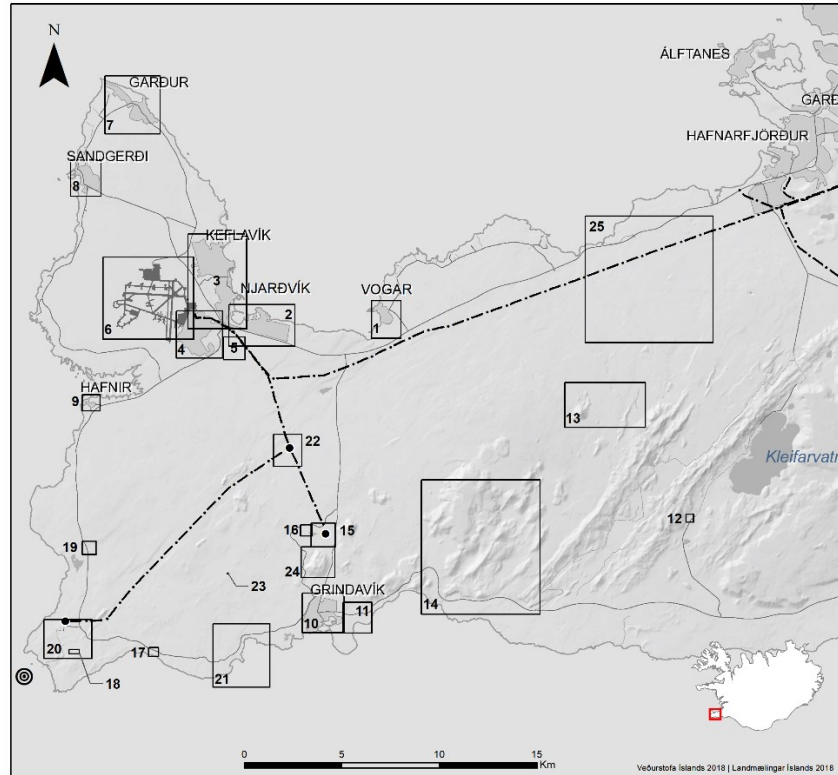 N
ÁLFTANES
GARÐUR
GARÐ
7
HAFNARFJÖRÐUR
SANDGERÐI
8
25
KEFLAVÍK
3
NJARÐVÍK
VOGAR
2
6
1
4
5
HAFNIR
9
13
22
Kleifarvatn
12
16
15
19
24
23
GRINDAVÍK
14
10
11
20
17
21
18
0
5
10
15
Km
Veðurstofa Íslands 2018 | Landmælingar Íslands 2018